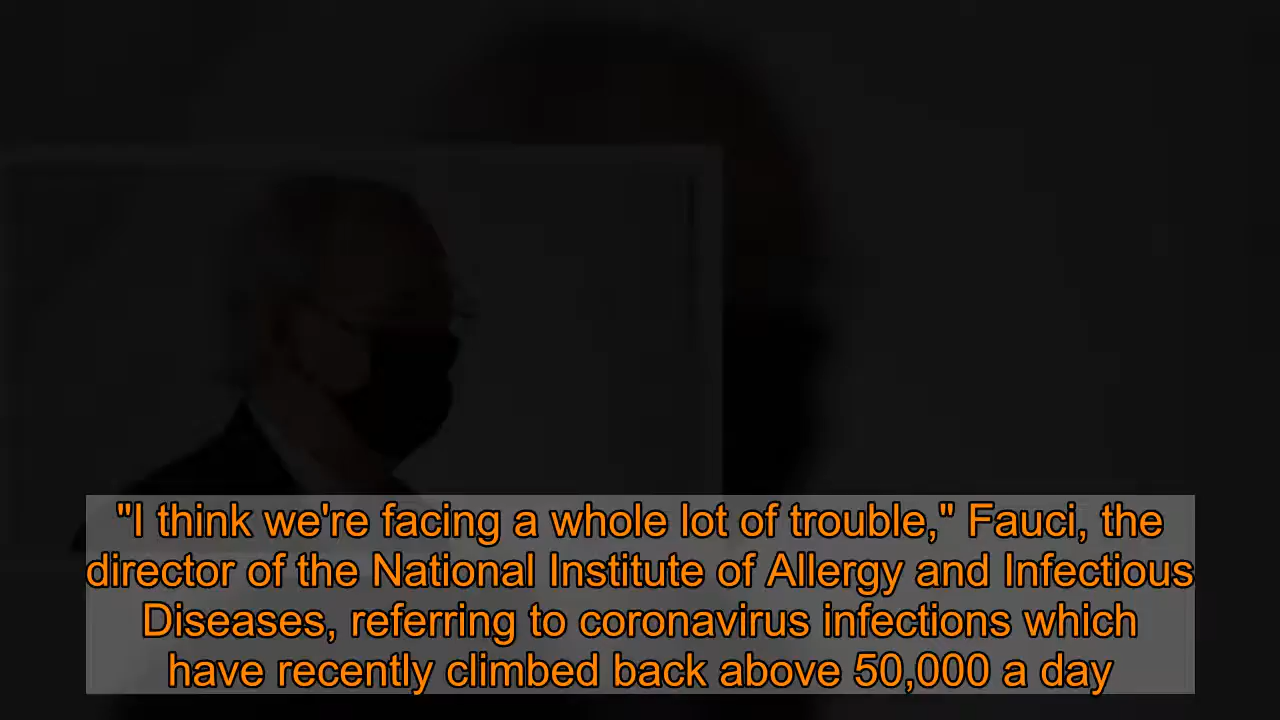 "I think we're facing a whole lot of trouble," Fauci, the
director of the National Institute of Allergy and Infectious
Diseases, referring to coronavirus infections which
have recently climbed back above 50,000 a day